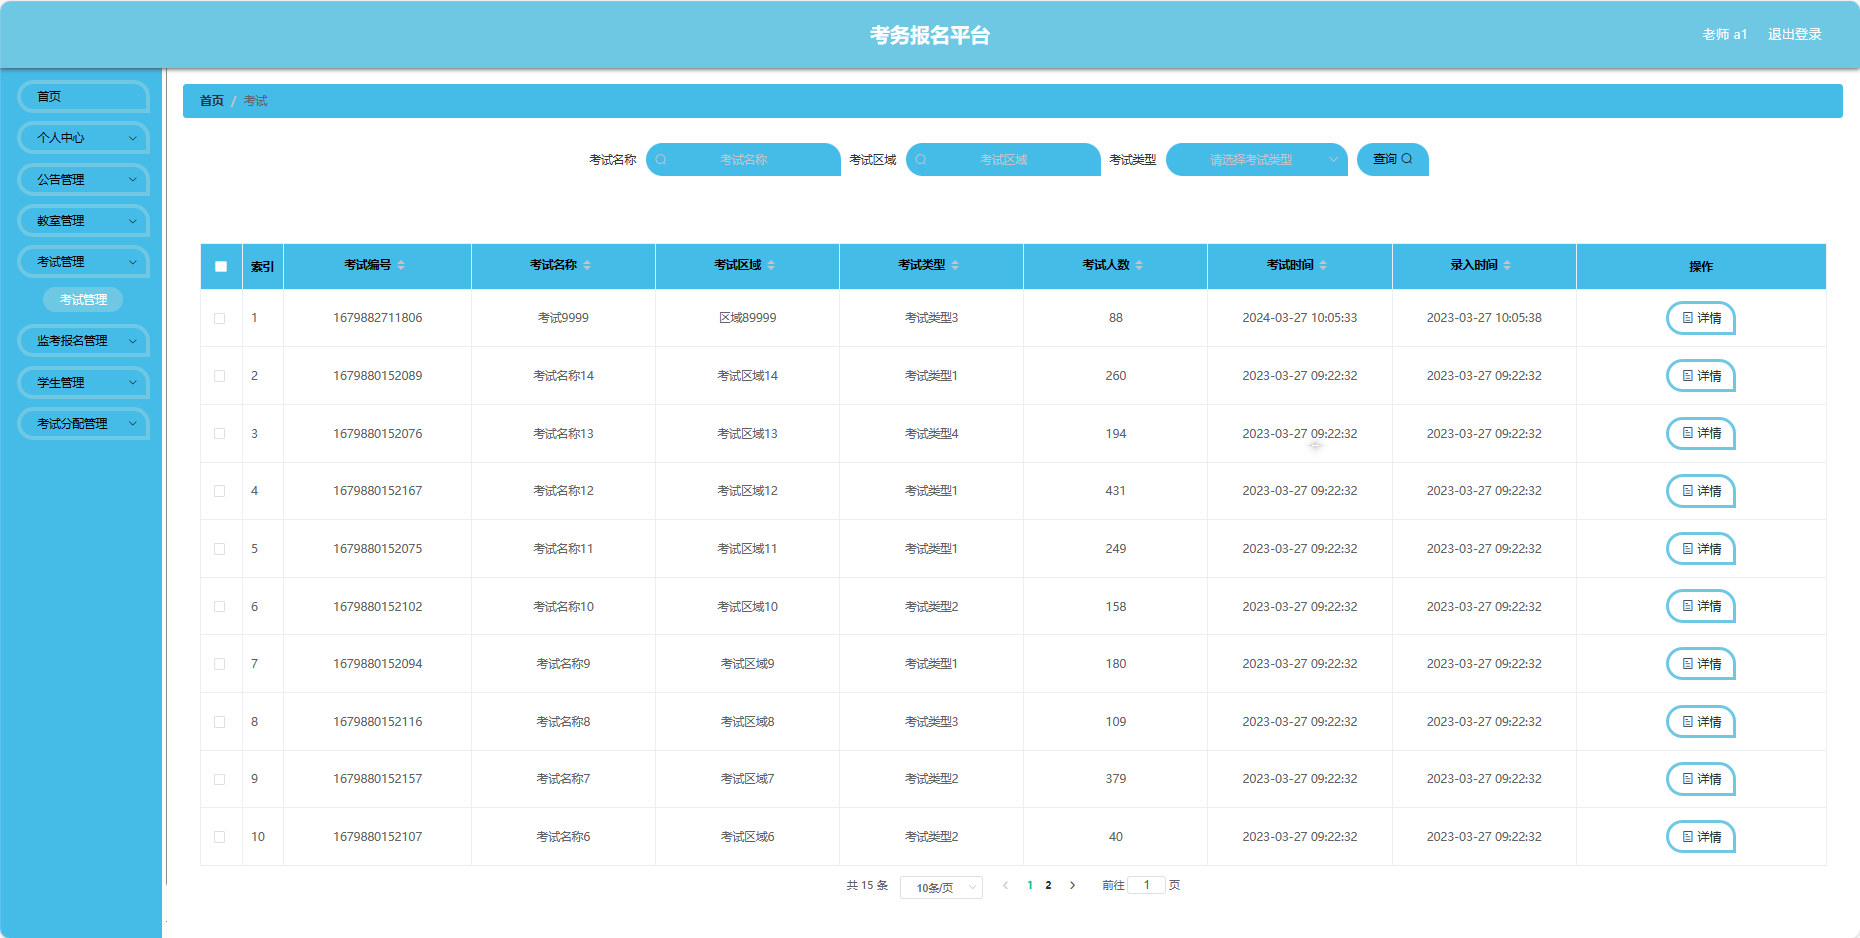 考务报名平台
老师 a1 退出登录
首页
个人中心
公告管理
教室管理
考试管理
考试管理
监考报名管理
学生管理
考试分配管理
首页 / 考试
考试名称 考试名称 考试区域 考试区域 考试类型 请选择考试类型 查询
索引 考试编号 考试名称 考试区域 考试类型 考试人数 考试时间 录入时间 操作
1 1679882711806 考试9999 区域89999 考试类型3 88 2024-03-27 10:05:33 2023-03-27 10:05:38 详情
2 1679880152089 考试名称14 考试区域14 考试类型1 260 2023-03-27 09:22:32 2023-03-27 09:22:32 详情
3 1679880152076 考试名称13 考试区域13 考试类型4 194 2023-03-27 09:22:32 2023-03-27 09:22:32 详情
4 1679880152167 考试名称12 考试区域12 考试类型1 431 2023-03-27 09:22:32 2023-03-27 09:22:32 详情
5 1679880152075 考试名称11 考试区域11 考试类型1 249 2023-03-27 09:22:32 2023-03-27 09:22:32 详情
6 1679880152102 考试名称10 考试区域10 考试类型2 158 2023-03-27 09:22:32 2023-03-27 09:22:32 详情
7 1679880152094 考试名称9 考试区域9 考试类型1 180 2023-03-27 09:22:32 2023-03-27 09:22:32 详情
8 1679880152116 考试名称8 考试区域8 考试类型3 109 2023-03-27 09:22:32 2023-03-27 09:22:32 详情
9 1679880152157 考试名称7 考试区域7 考试类型2 379 2023-03-27 09:22:32 2023-03-27 09:22:32 详情
10 1679880152107 考试名称6 考试区域6 考试类型2 40 2023-03-27 09:22:32 2023-03-27 09:22:32 详情
共 15 条 10条/页 1 2 前往 1 页